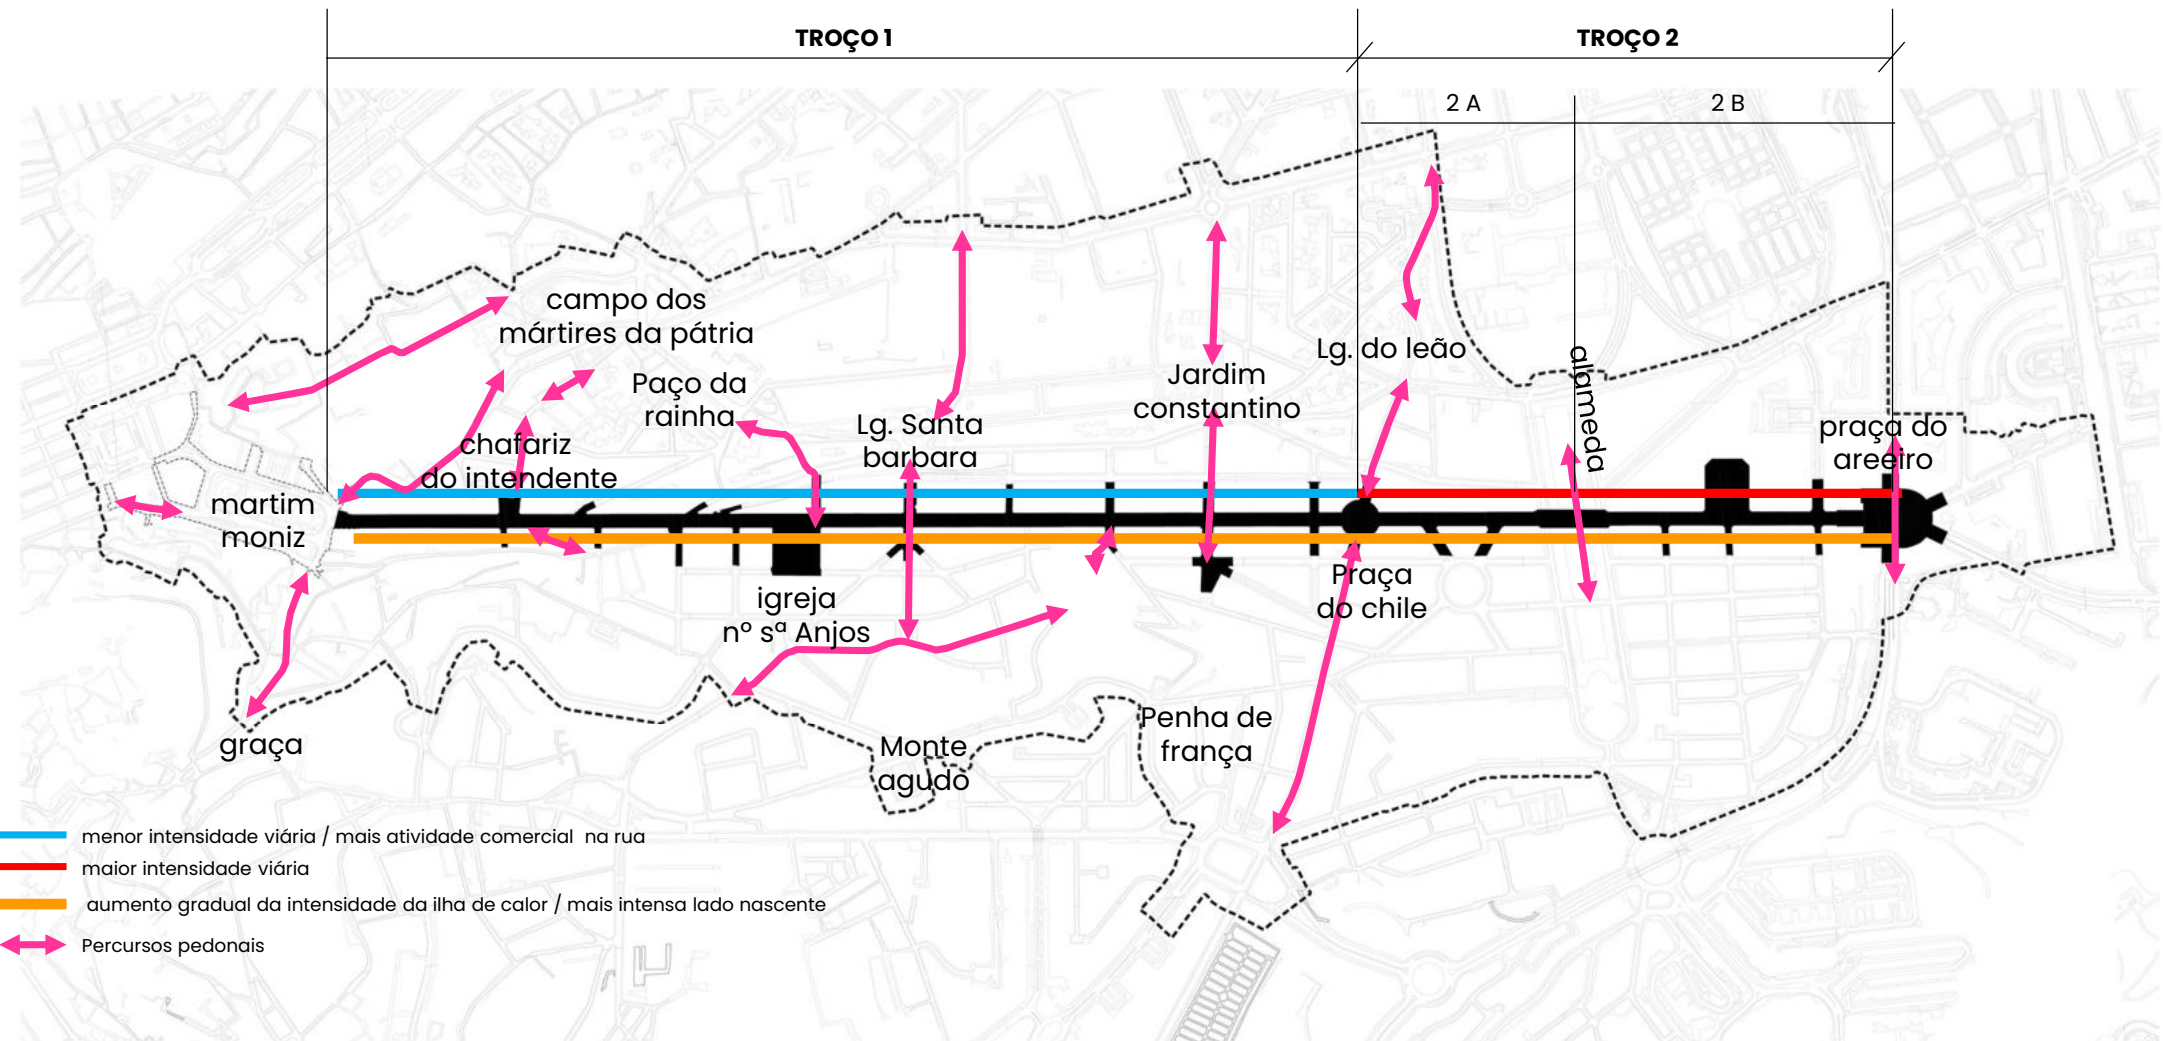 TROÇO 1
TROÇO 2
2 A
2 B
campo dos
mártires da pátria
Paço da
rainha
chafariz
do intendente
Lg. Santa
barbara
Jardim
constantino
Lg. do leão
alameda
praça do
areeiro
martim
moniz
igreja
nº sª Anjos
Praça
do chile
graça
Monte
agudo
Penha de
frança
menor intensidade viária / mais atividade comercial na rua
maior intensidade viária
aumento gradual da intensidade da ilha de calor / mais intensa lado nascente
Percursos pedonais